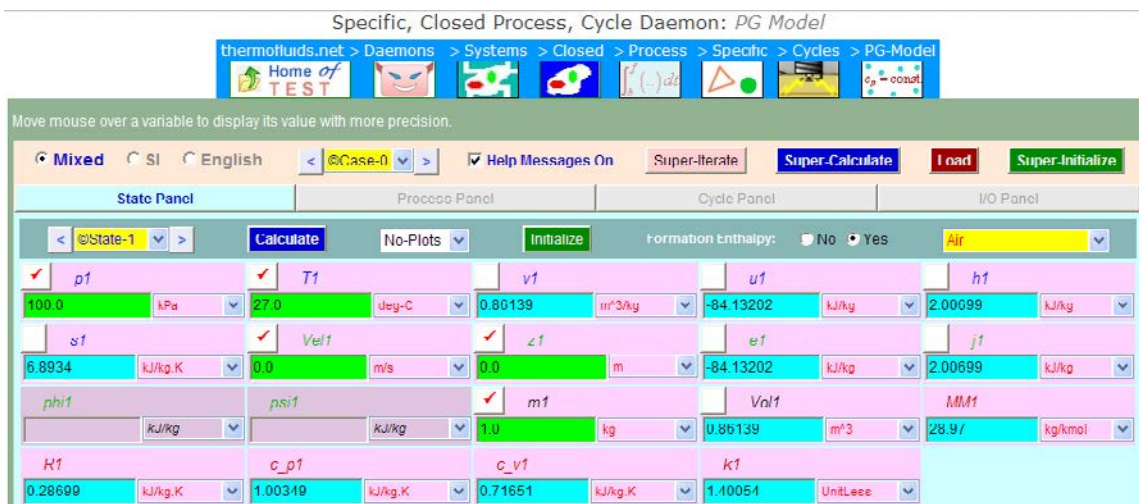 Specific, Closed Process, Cycle Daemon: PG Model
thermofluids.net > Daemons > Systems > Closed > Process > Specific > Cycles > PG-Model
Home of TEST
∫ᵇᶠ(..)dt
c_p = const.
Move mouse over a variable to display its value with more precision.
Mixed SI English < ©Case-0 > Help Messages On Super-Iterate Super-Calculate Load Super-Initialize
State Panel Process Panel Cycle Panel I/O Panel
< ©State-1 > Calculate No-Plots Initialize Formation Enthalpy: No Yes Air
p1 T1 v1 u1 h1
100.0 kPa 27.0 deg-C 0.86139 m^3/kg -84.13202 kJ/kg 2.00699 kJ/kg
s1 Vel1 z1 e1 j1
6.8934 kJ/kg.K 0.0 m/s 0.0 m -84.13202 kJ/kg 2.00699 kJ/kg
phi1 psi1 m1 Vol1 MM1
kJ/kg kJ/kg 1.0 kg 0.86139 m^3 28.97 kg/kmol
R1 c_p1 c_v1 k1
0.28699 kJ/kg.K 1.00349 kJ/kg.K 0.71651 kJ/kg.K 1.40054 UnitLess